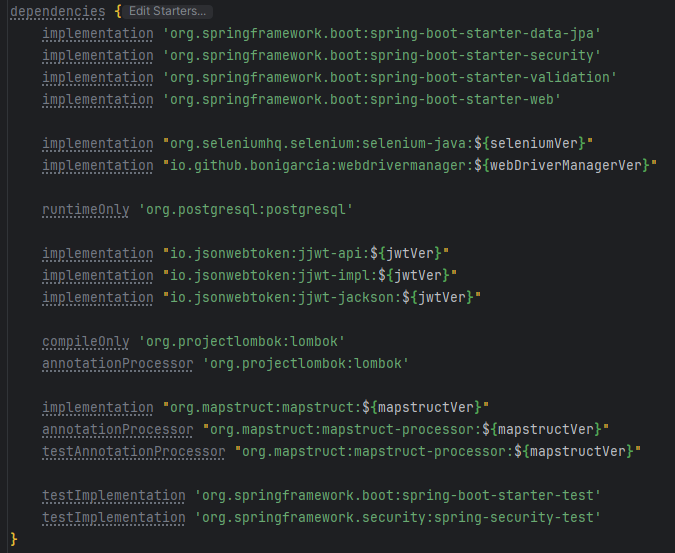 dependencies { Edit Starters...
    implementation 'org.springframework.boot:spring-boot-starter-data-jpa'
    implementation 'org.springframework.boot:spring-boot-starter-security'
    implementation 'org.springframework.boot:spring-boot-starter-validation'
    implementation 'org.springframework.boot:spring-boot-starter-web'

    implementation "org.seleniumhq.selenium:selenium-java:${seleniumVer}"
    implementation "io.github.bonigarcia:webdrivermanager:${webDriverManagerVer}"

    runtimeOnly 'org.postgresql:postgresql'

    implementation "io.jsonwebtoken:jjwt-api:${jwtVer}"
    implementation "io.jsonwebtoken:jjwt-impl:${jwtVer}"
    implementation "io.jsonwebtoken:jjwt-jackson:${jwtVer}"

    compileOnly 'org.projectlombok:lombok'
    annotationProcessor 'org.projectlombok:lombok'

    implementation "org.mapstruct:mapstruct:${mapstructVer}"
    annotationProcessor "org.mapstruct:mapstruct-processor:${mapstructVer}"
    testAnnotationProcessor "org.mapstruct:mapstruct-processor:${mapstructVer}"

    testImplementation 'org.springframework.boot:spring-boot-starter-test'
    testImplementation 'org.springframework.security:spring-security-test'
}